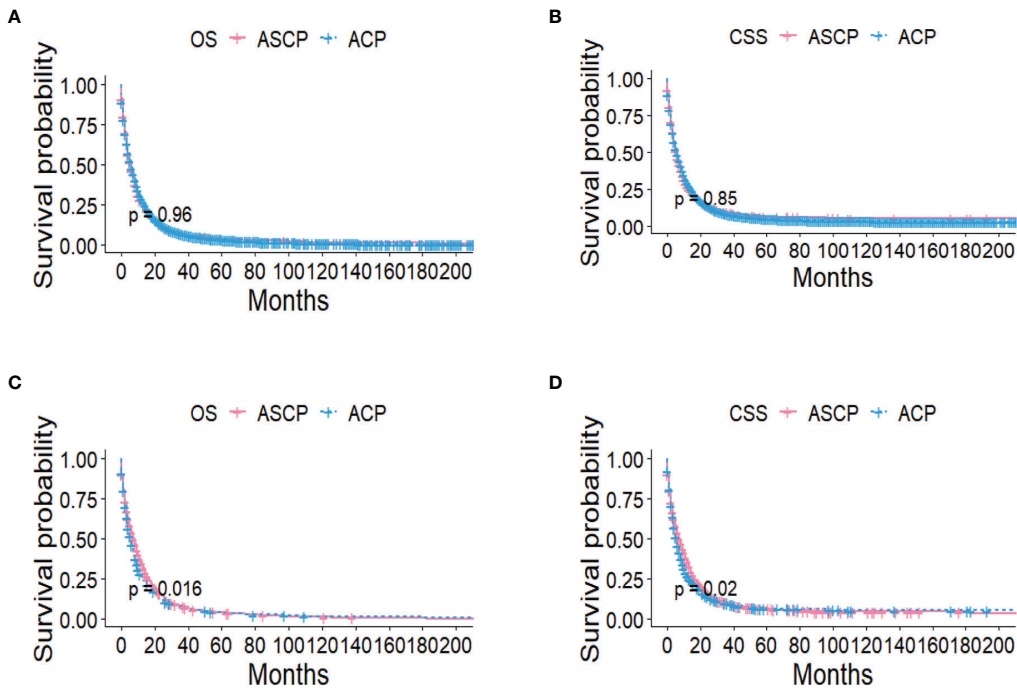 A
OS ASCP ACP
Survival probability
1.00
0.75
0.50
0.25
0.00
p = 0.96
0 20 40 60 80 100 120 140 160 180 200
Months
B
CSS ASCP ACP
Survival probability
1.00
0.75
0.50
0.25
0.00
p = 0.85
0 20 40 60 80 100 120 140 160 180 200
Months
C
OS ASCP ACP
Survival probability
1.00
0.75
0.50
0.25
0.00
p = 0.016
0 20 40 60 80 100 120 140 160 180 200
Months
D
CSS ASCP ACP
Survival probability
1.00
0.75
0.50
0.25
0.00
p = 0.02
0 20 40 60 80 100 120 140 160 180 200
Months